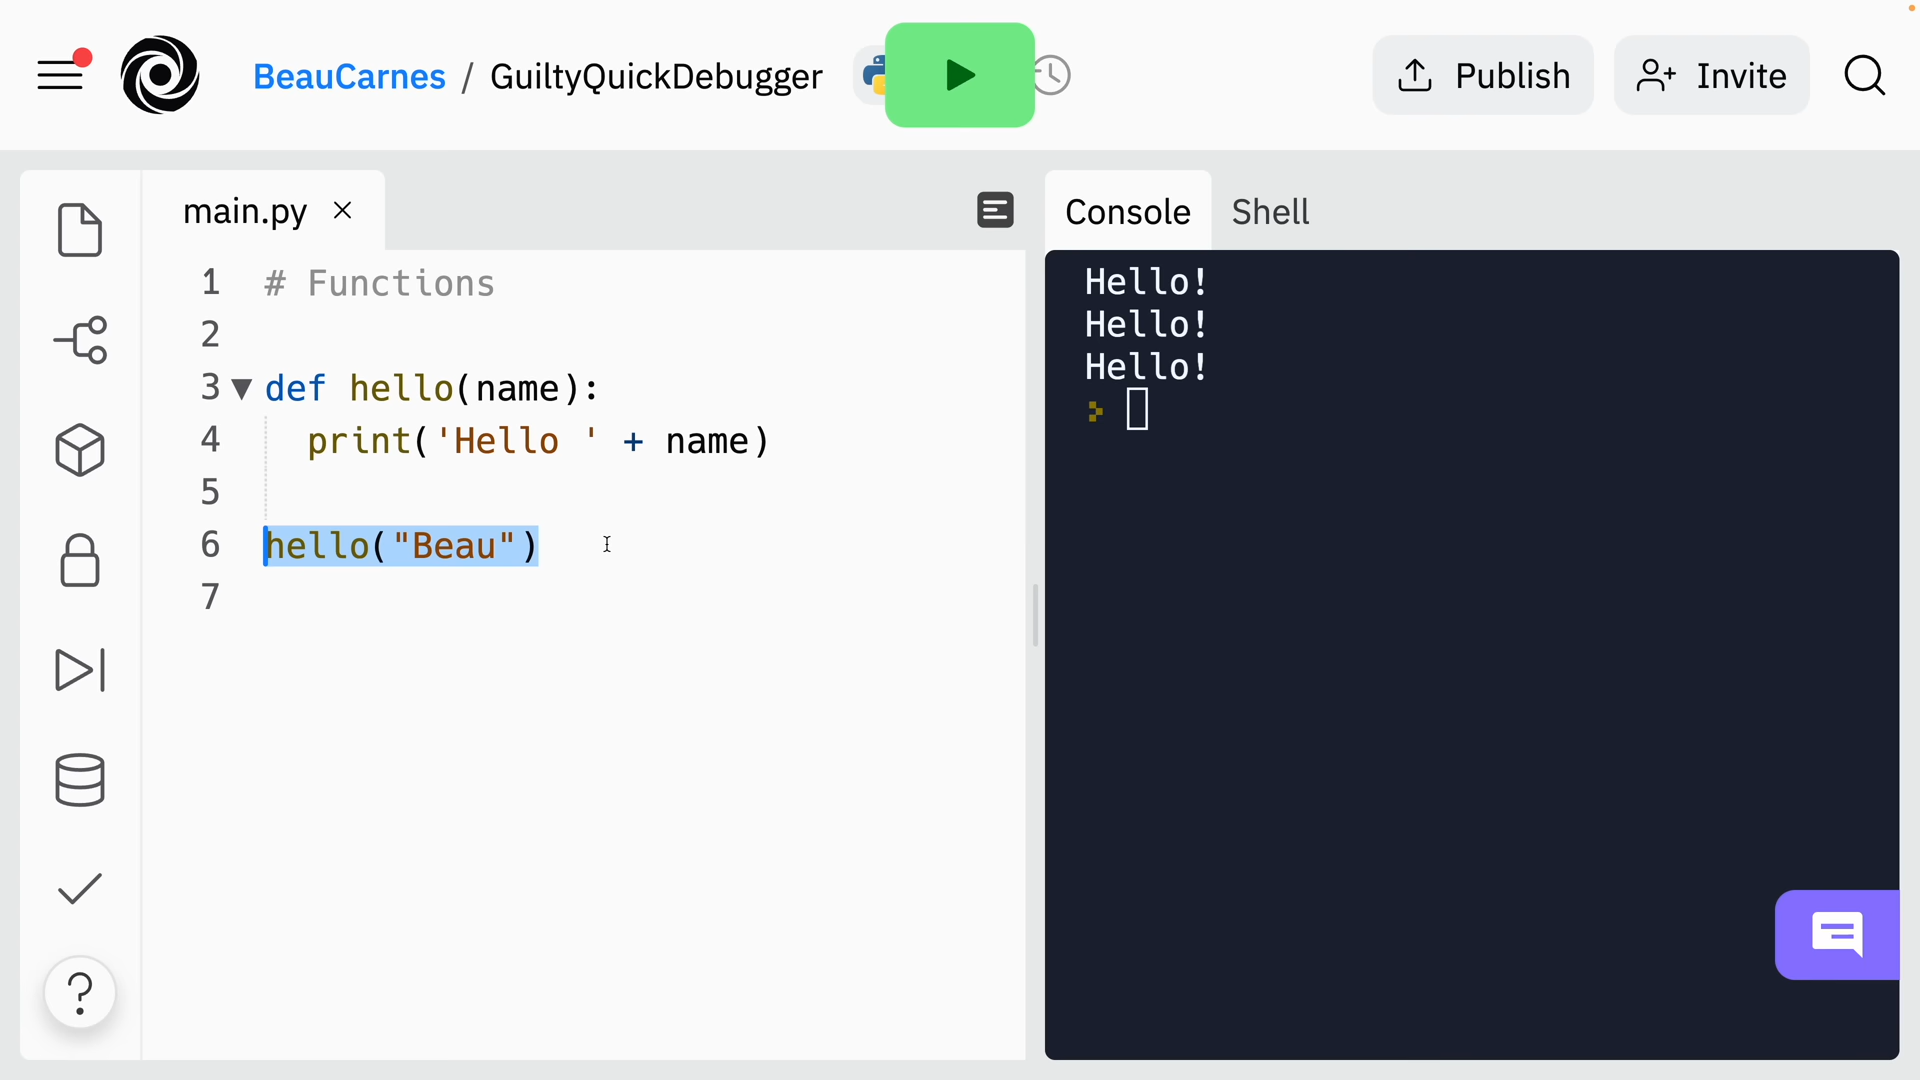 BeauCarnes / GuiltyQuickDebugger
Publish
Invite
main.py
1 # Functions
2
3 def hello(name):
4 print('Hello ' + name)
5
6 hello("Beau")
7
Console Shell
Hello!
Hello!
Hello!
?